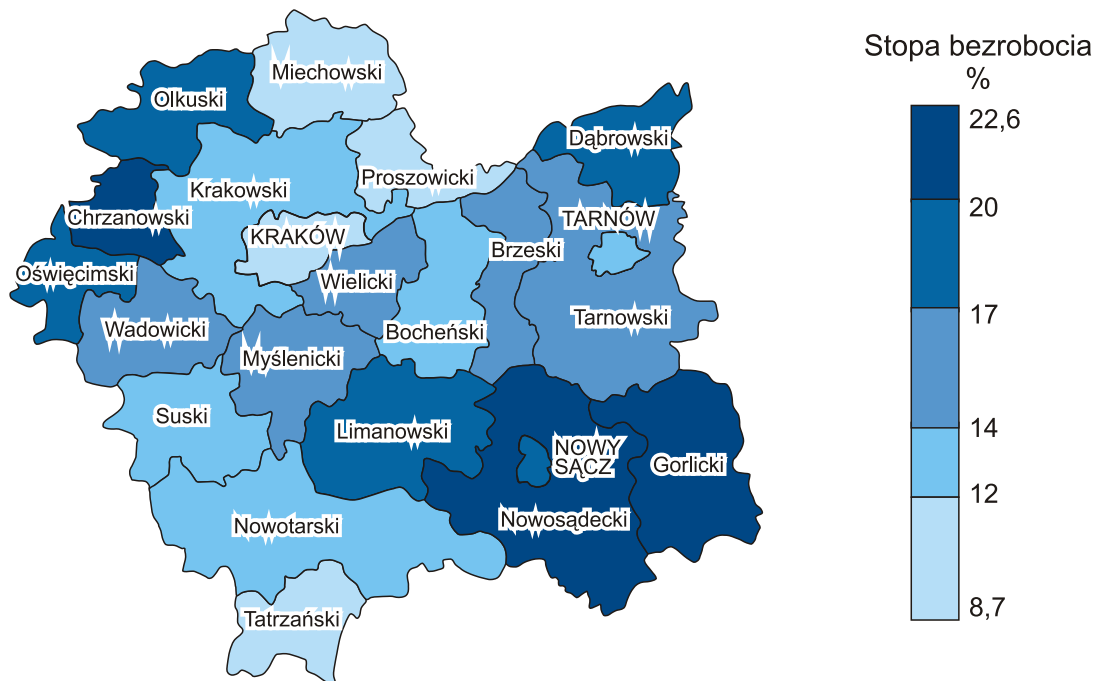 Stopa bezrobocia
%
22,6
20
17
14
12
8,7
Miechowski
Olkuski
Dąbrowski
Proszowicki
Krakowski
Chrzanowski
TARNÓW
KRAKÓW
Brzeski
Oświęcimski
Wielicki
Tarnowski
Wadowicki
Bocheński
Myślenicki
Suski
Limanowski
NOWY
SĄCZ
Gorlicki
Nowosądecki
Nowotarski
Tatrzański